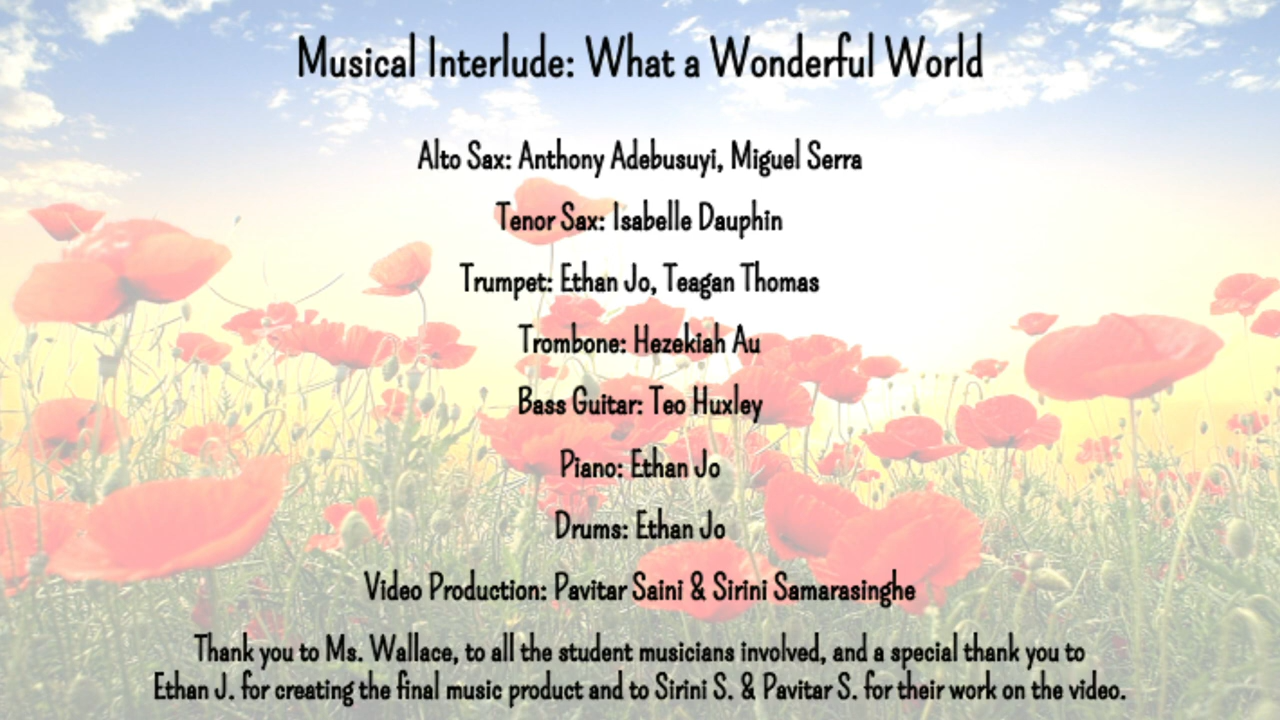 Musical Interlude: What a Wonderful World
Alto Sax: Anthony Adebusuyi, Miguel Serra
Tenor Sax: Isabelle Dauphin
Trumpet: Ethan Jo, Teagan Thomas
Trombone: Hezekiah Au
Bass Guitar: Teo Huxley
Piano: Ethan Jo
Drums: Ethan Jo
Video Production: Pavitar Saini & Sirini Samarasinghe
Thank you to Ms. Wallace, to all the student musicians involved, and a special thank you to
Ethan J. for creating the final music product and to Sirini S. & Pavitar S. for their work on the video.